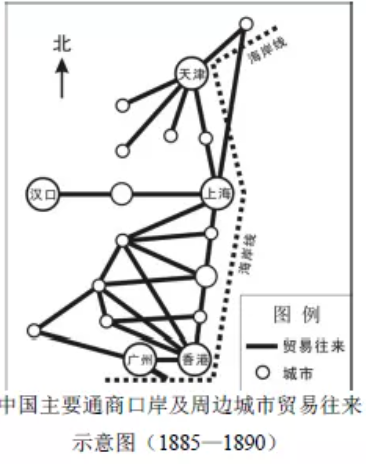 北
天津
海岸线
汉口
上海
海岸线
图例
贸易往来
城市
广州
香港
中国主要通商口岸及周边城市贸易往来
示意图（1885—1890）